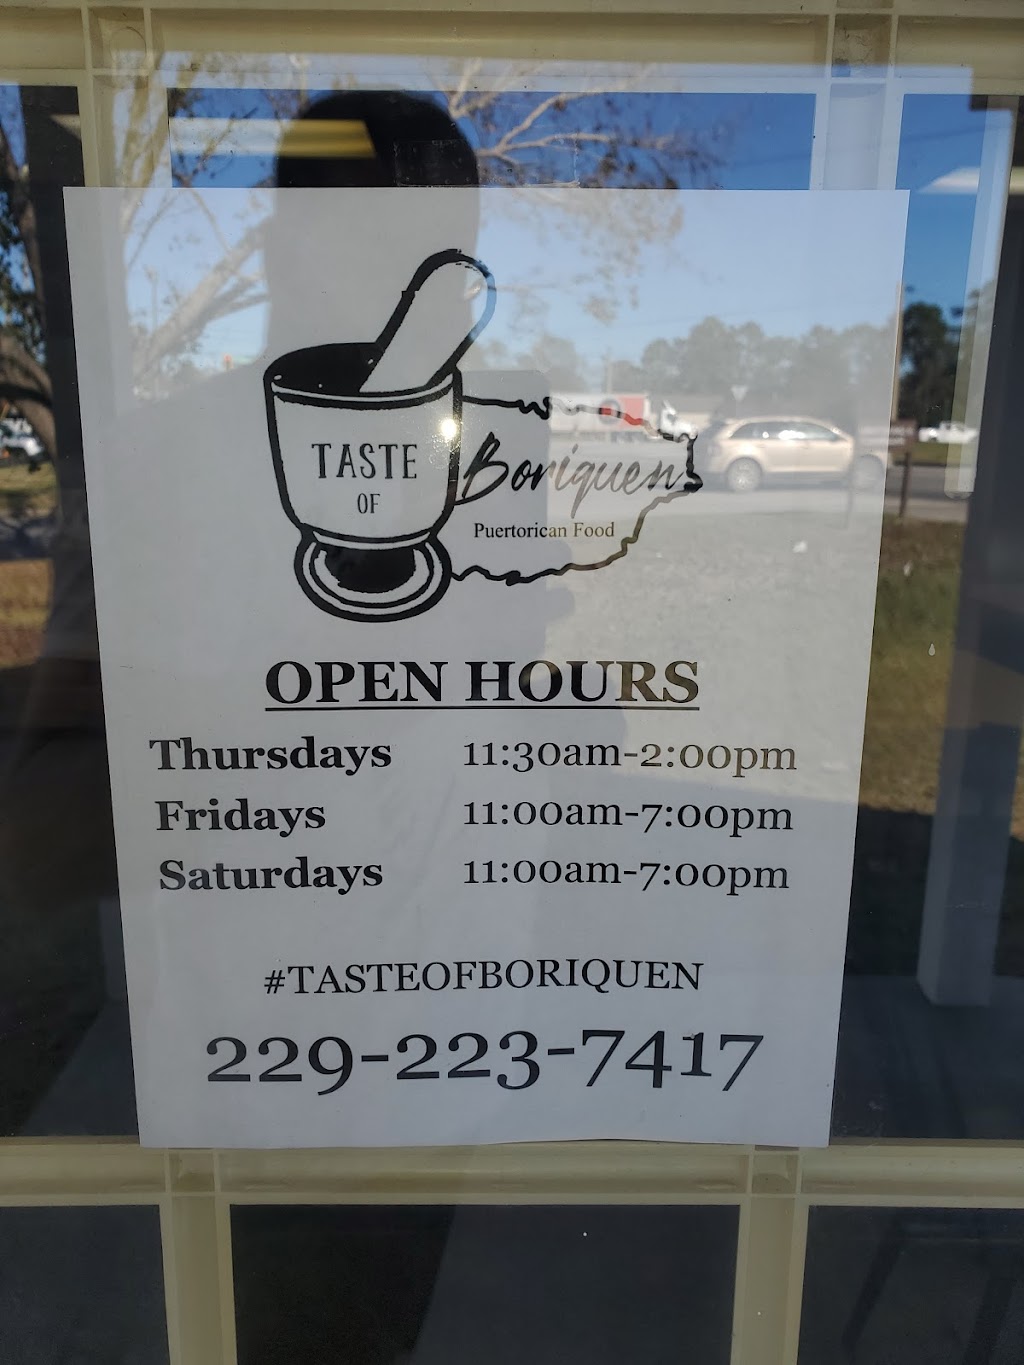 TASTE
OF
Boriquen
Puertorican Food
OPEN HOURS
Thursdays 11:30am-2:00pm
Fridays 11:00am-7:00pm
Saturdays 11:00am-7:00pm
#TASTEOFBORIQUEN
229-223-7417